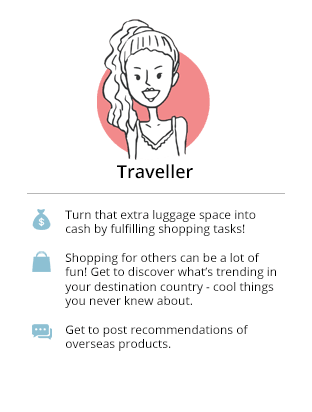 Traveller
Turn that extra luggage space into
cash by fulfilling shopping tasks!
Shopping for others can be a lot of
fun! Get to discover what's trending in
your destination country - cool things
you never knew about.
Get to post recommendations of
overseas products.